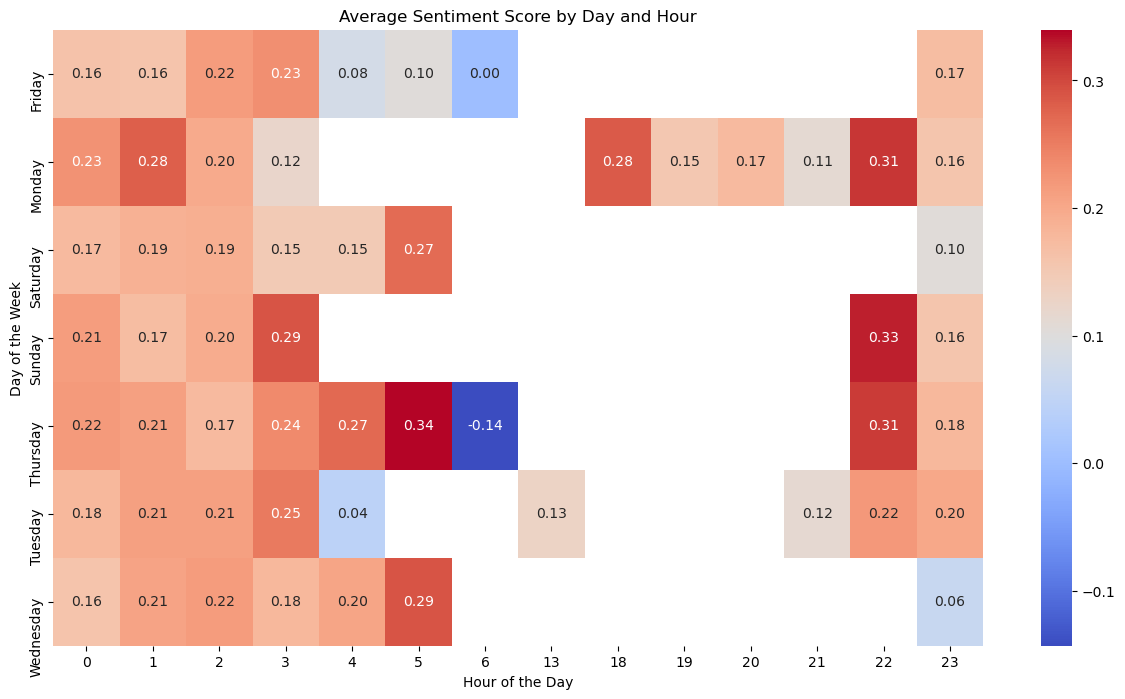 Average Sentiment Score by Day and Hour
Day of the Week
Friday 0.16 0.16 0.22 0.23 0.08 0.10 0.00 0.17
Monday 0.23 0.28 0.20 0.12 0.28 0.15 0.17 0.11 0.31 0.16
Saturday 0.17 0.19 0.19 0.15 0.15 0.27 0.10
Sunday 0.21 0.17 0.20 0.29 0.33 0.16
Thursday 0.22 0.21 0.17 0.24 0.27 0.34 -0.14 0.31 0.18
Tuesday 0.18 0.21 0.21 0.25 0.04 0.13 0.12 0.22 0.20
Wednesday 0.16 0.21 0.22 0.18 0.20 0.29 0.06
0 1 2 3 4 5 6 13 18 19 20 21 22 23
Hour of the Day
0.3
0.2
0.1
0.0
−0.1